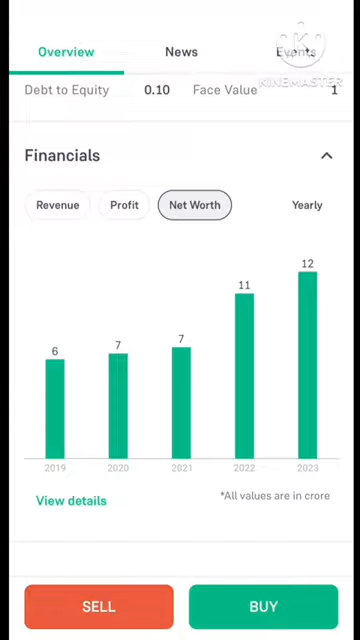 Overview News Events
KINEMASTER
Debt to Equity 0.10 Face Value 1
Financials
Revenue Profit Net Worth Yearly
12
11
7
7
6
2019 2020 2021 2022 2023
View details *All values are in crore
SELL BUY